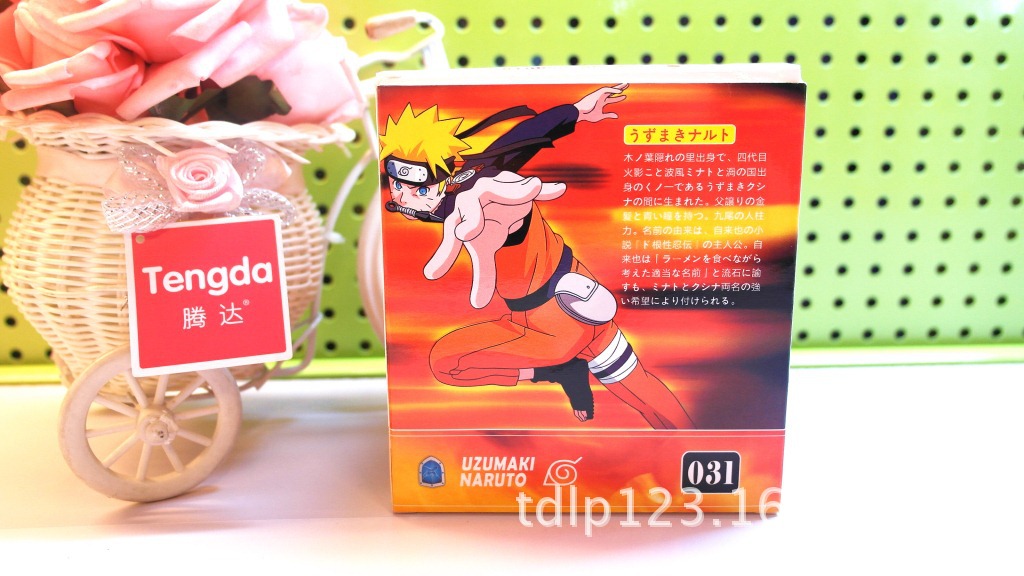 Tengda
腾达®
うずまきナルト
木ノ葉隠れの里出身で、四代目
火影こと波風ミナトと渦の国出
身のくノ一であるうずまきクシ
ナの間に生まれた。父譲りの金
髪と青い瞳を持つ、九尾の人柱
力。名前の由来は、自来也の小
説「ド根性忍伝」の主人公。自
来也は「ラーメンを食べながら
考えた適当な名前」と流石に諭
すも、ミナトとクシナ両名の強
い希望により付けられる。
UZUMAKI
NARUTO
031
tdlp123.16